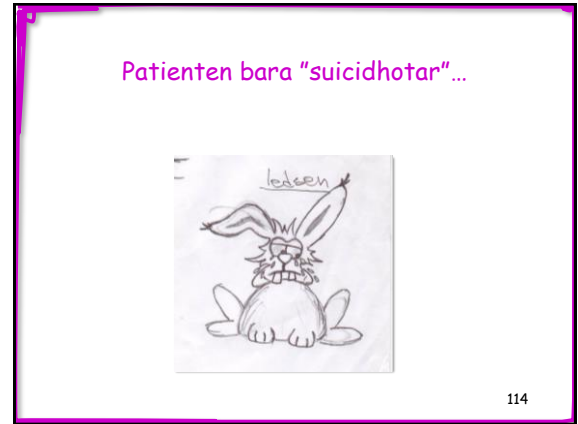 Patienten bara ”suicidhotar”…
ledsen
114